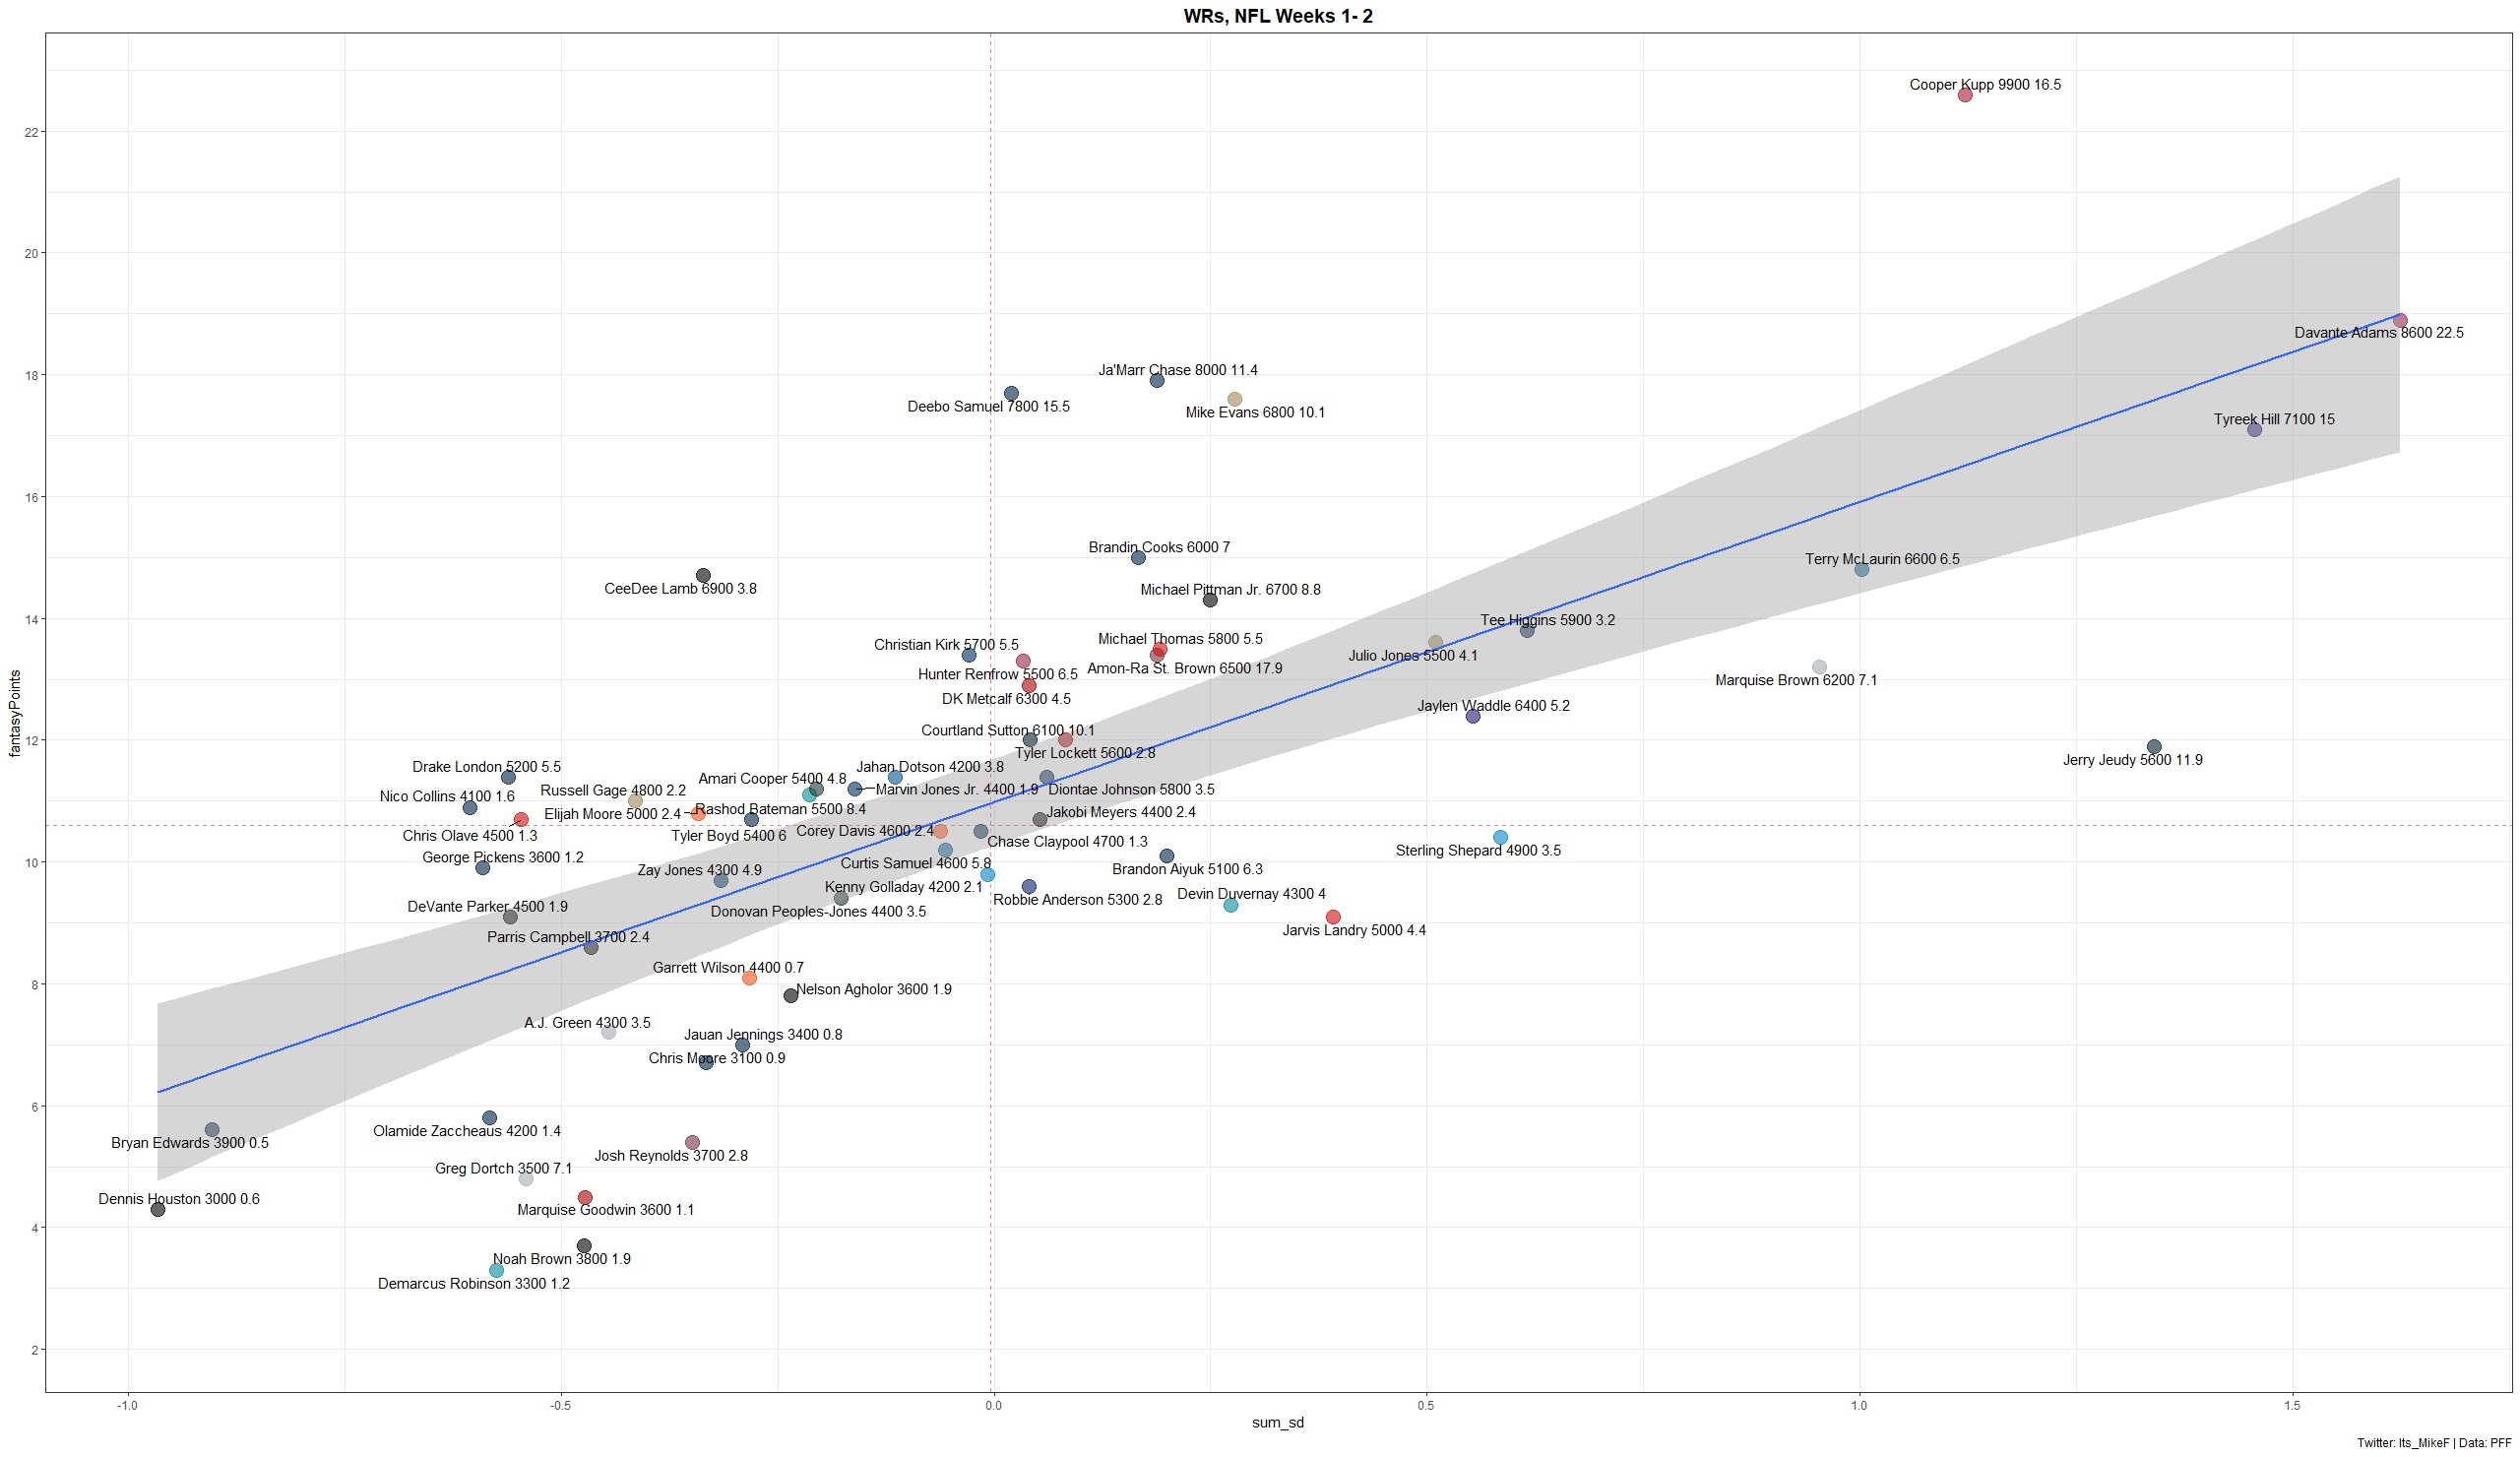 WRs, NFL Weeks 1- 2
Cooper Kupp 9900 16.5
22
20
Davante Adams 8600 22.5
Ja'Marr Chase 8000 11.4
18
Deebo Samuel 7800 15.5
Mike Evans 6800 10.1
Tyreek Hill 7100 15
16
Brandin Cooks 6000 7
Terry McLaurin 6600 6.5
CeeDee Lamb 6900 3.8
Michael Pittman Jr. 6700 8.8
14
Tee Higgins 5900 3.2
Christian Kirk 5700 5.5
Michael Thomas 5800 5.5
Julio Jones 5500 4.1
Amon-Ra St. Brown 6500 17.9
Hunter Renfrow 5500 6.5
Marquise Brown 6200 7.1
DK Metcalf 6300 4.5
Jaylen Waddle 6400 5.2
fantasyPoints
Courtland Sutton 6100 10.1
12
Tyler Lockett 5600 2.8
Jerry Jeudy 5600 11.9
Drake London 5200 5.5
Jahan Dotson 4200 3.8
Amari Cooper 5400 4.8
Russell Gage 4800 2.2
Marvin Jones Jr. 4400 1.9
Diontae Johnson 5800 3.5
Nico Collins 4100 1.6
Elijah Moore 5000 2.4
Rashod Bateman 5500 8.4
Jakobi Meyers 4400 2.4
Chris Olave 4500 1.3
Tyler Boyd 5400 6
Corey Davis 4600 2.4
Chase Claypool 4700 1.3
Sterling Shepard 4900 3.5
George Pickens 3600 1.2
10
Curtis Samuel 4600 5.8
Zay Jones 4300 4.9
Brandon Aiyuk 5100 6.3
Kenny Golladay 4200 2.1
Robbie Anderson 5300 2.8
Devin Duvernay 4300 4
DeVante Parker 4500 1.9
Donovan Peoples-Jones 4400 3.5
Jarvis Landry 5000 4.4
Parris Campbell 3700 2.4
Garrett Wilson 4400 0.7
8
Nelson Agholor 3600 1.9
A.J. Green 4300 3.5
Jauan Jennings 3400 0.8
Chris Moore 3100 0.9
6
Olamide Zaccheaus 4200 1.4
Bryan Edwards 3900 0.5
Josh Reynolds 3700 2.8
Greg Dortch 3500 7.1
Dennis Houston 3000 0.6
Marquise Goodwin 3600 1.1
4
Noah Brown 3800 1.9
Demarcus Robinson 3300 1.2
2
-1.0
-0.5
0.0
0.5
1.0
1.5
sum_sd
Twitter: Its_MikeF | Data: PFF